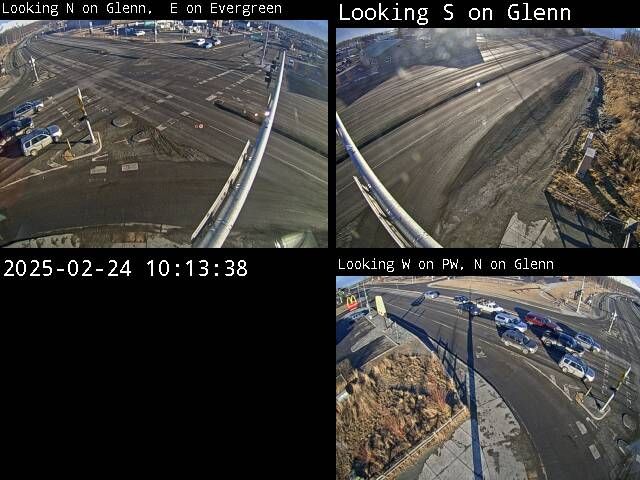 Looking N on Glenn,  E on Evergreen
Looking S on Glenn
2025-02-24 10:13:38
Looking W on PW, N on Glenn